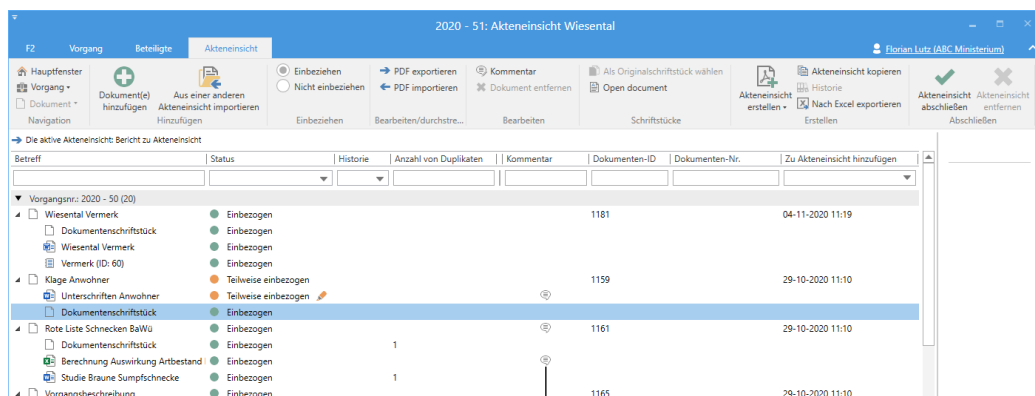 2020 - 51: Akteneinsicht Wiesental
F2 Vorgang Beteiligte Akteneinsicht Florian Lutz (ABC Ministerium)
Hauptfenster
Vorgang
Dokument
Navigation
Dokument(e)
hinzufügen
Aus einer anderen
Akteneinsicht importieren
Hinzufügen
Einbeziehen
Nicht einbeziehen
Einbeziehen
PDF exportieren
PDF importieren
Bearbeiten/durchstre...
Kommentar
Dokument entfernen
Bearbeiten
Als Originalschriftstück wählen
Open document
Schriftstücke
Akteneinsicht
erstellen
Akteneinsicht kopieren
Historie
Nach Excel exportieren
Erstellen
Akteneinsicht
abschließen
Akteneinsicht
entfernen
Abschließen
Die aktive Akteneinsicht: Bericht zu Akteneinsicht
Betreff Status Historie Anzahl von Duplikaten Kommentar Dokumenten-ID Dokumenten-Nr. Zu Akteneinsicht hinzufügen
Vorgangsnr.: 2020 - 50 (20)
Wiesental Vermerk Einbezogen 1181 04-11-2020 11:19
Dokumentenschriftstück Einbezogen
Wiesental Vermerk Einbezogen
Vermerk (ID: 60) Einbezogen
Klage Anwohner Teilweise einbezogen 1159 29-10-2020 11:10
Unterschriften Anwohner Teilweise einbezogen
Dokumentenschriftstück Einbezogen
Rote Liste Schnecken BaWü Einbezogen 1161 29-10-2020 11:10
Dokumentenschriftstück Einbezogen 1
Berechnung Auswirkung Artbestand Einbezogen
Studie Braune Sumpfschnecke Einbezogen 1
Vorgangsbeschreibung Einbezogen 1165 29-10-2020 11:10